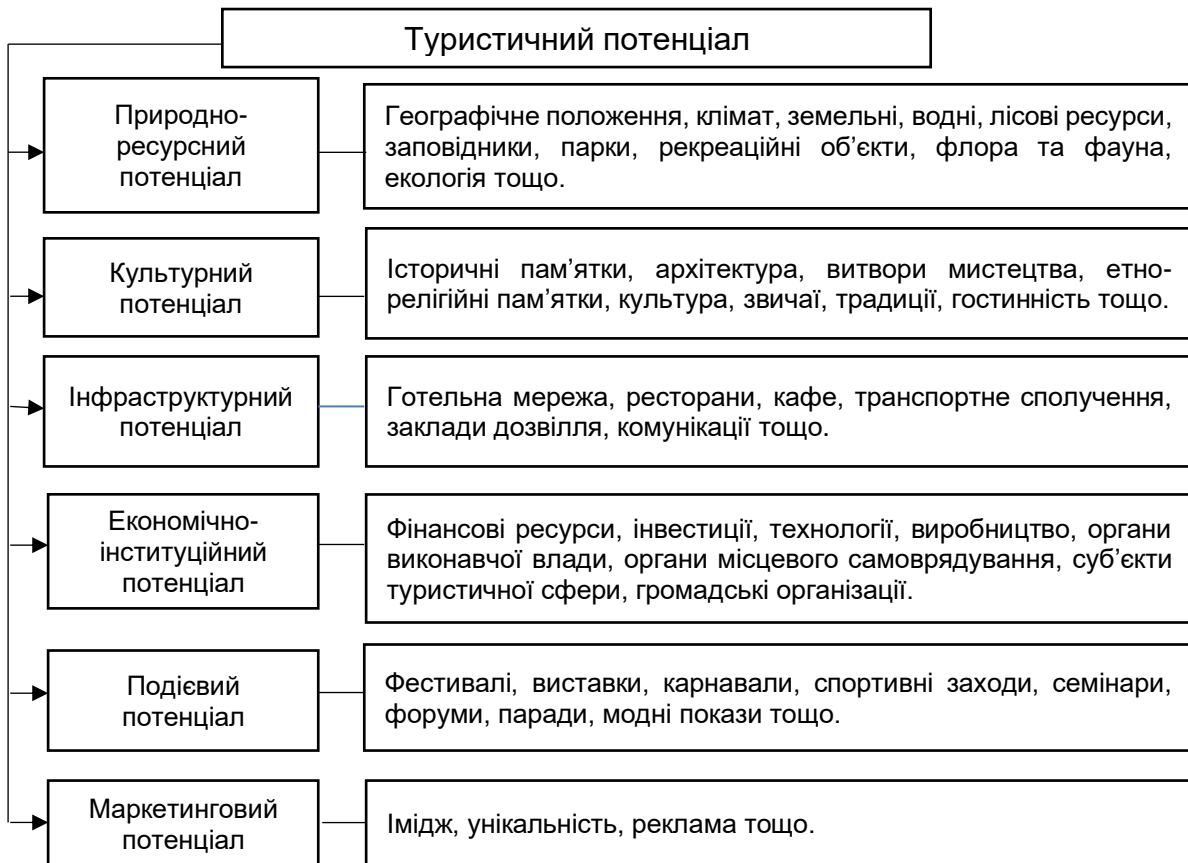 Туристичний потенціал
Природно-
ресурсний
потенціал
Географічне положення, клімат, земельні, водні, лісові ресурси,
заповідники, парки, рекреаційні об’єкти, флора та фауна,
екологія тощо.
Культурний
потенціал
Історичні пам’ятки, архітектура, витвори мистецтва, етно-
релігійні пам’ятки, культура, звичаї, традиції, гостинність тощо.
Інфраструктурний
потенціал
Готельна мережа, ресторани, кафе, транспортне сполучення,
заклади дозвілля, комунікації тощо.
Економічно-
інституційний
потенціал
Фінансові ресурси, інвестиції, технології, виробництво, органи
виконавчої влади, органи місцевого самоврядування, суб’єкти
туристичної сфери, громадські організації.
Подієвий
потенціал
Фестивалі, виставки, карнавали, спортивні заходи, семінари,
форуми, паради, модні покази тощо.
Маркетинговий
потенціал
Імідж, унікальність, реклама тощо.